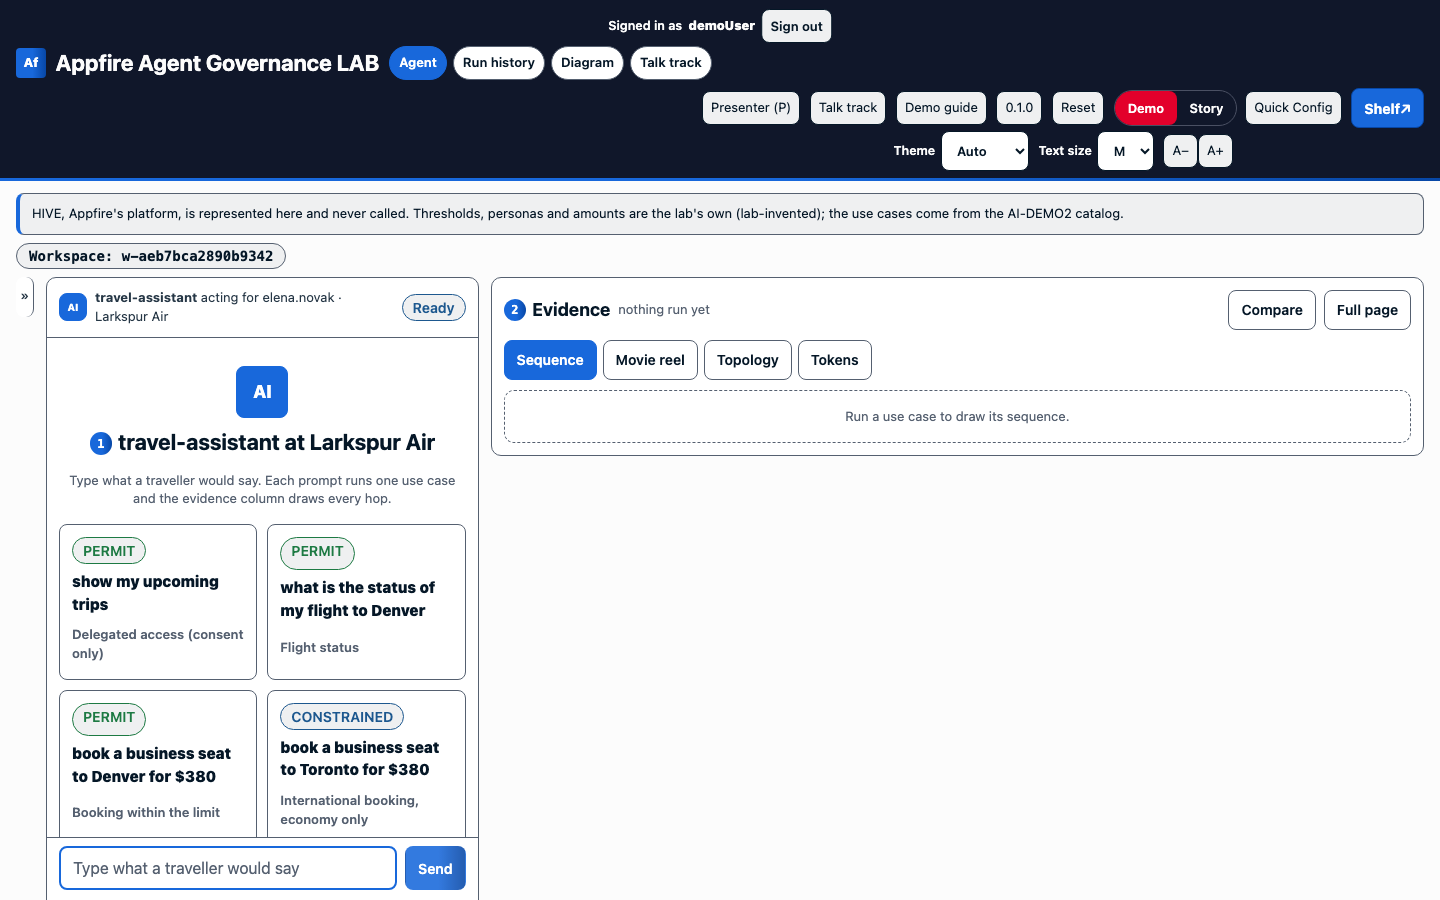 Signed in as demoUser Sign out
Af Appfire Agent Governance LAB Agent Run history Diagram Talk track
Presenter (P) Talk track Demo guide 0.1.0 Reset Demo Story Quick Config Shelf↗
Theme Auto Text size M A− A+
HIVE, Appfire's platform, is represented here and never called. Thresholds, personas and amounts are the lab's own (lab-invented); the use cases come from the AI-DEMO2 catalog.
Workspace: w-aeb7bca2890b9342
»
AI travel-assistant acting for elena.novak ·
Larkspur Air
Ready
AI
1 travel-assistant at Larkspur Air
Type what a traveller would say. Each prompt runs one use case
and the evidence column draws every hop.
PERMIT
show my upcoming
trips
Delegated access (consent
only)
PERMIT
what is the status of
my flight to Denver
Flight status
PERMIT
book a business seat
to Denver for $380
Booking within the limit
CONSTRAINED
book a business seat
to Toronto for $380
International booking,
economy only
Type what a traveller would say Send
2 Evidence nothing run yet Compare Full page
Sequence Movie reel Topology Tokens
Run a use case to draw its sequence.